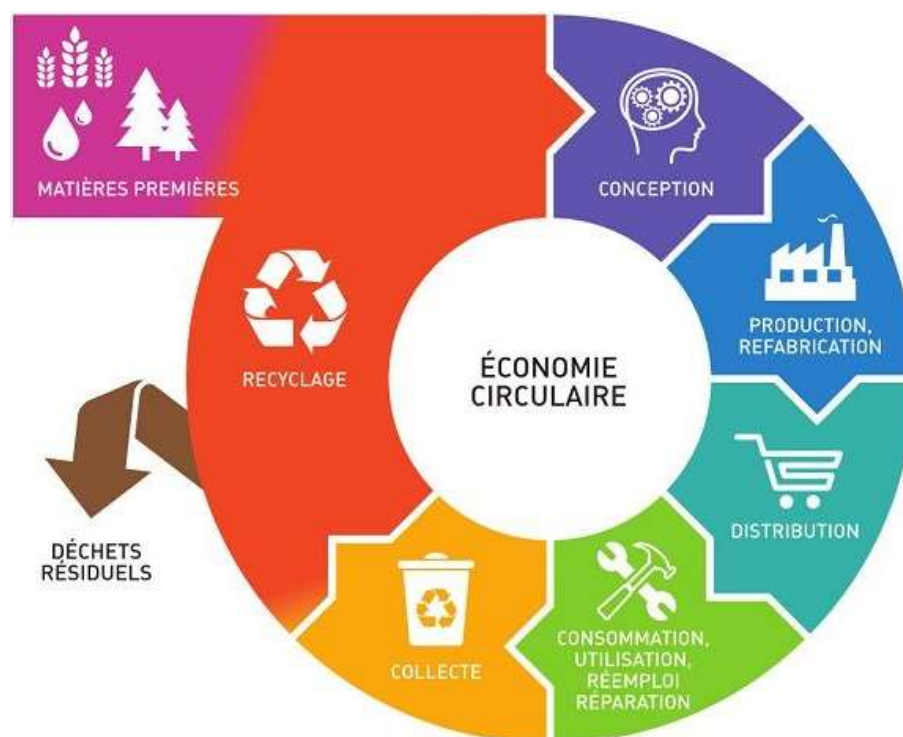 MATIÈRES PREMIÈRES
CONCEPTION
PRODUCTION,
REFABRICATION
RECYCLAGE
ÉCONOMIE
CIRCULAIRE
DISTRIBUTION
DÉCHETS
RÉSIDUELS
CONSOMMATION,
UTILISATION,
RÉEMPLOI
RÉPARATION
COLLECTE